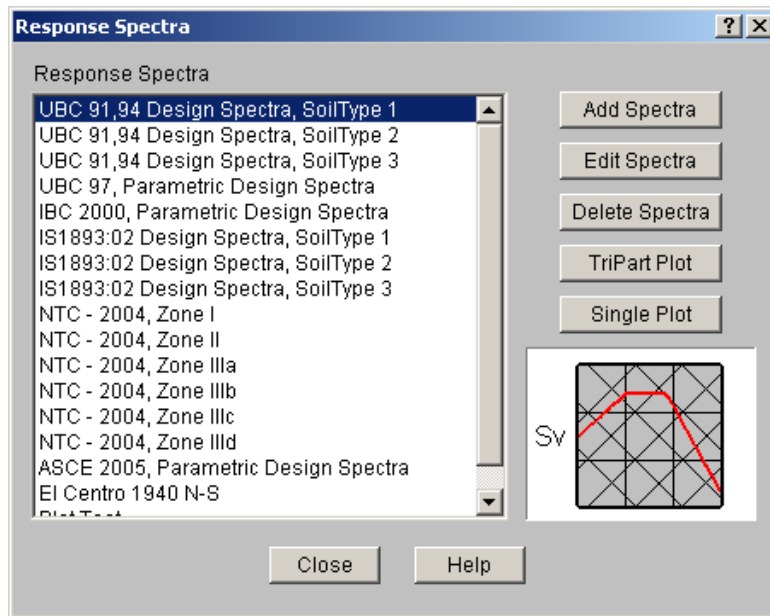 Response Spectra
Response Spectra
UBC 91,94 Design Spectra, SoilType 1
UBC 91,94 Design Spectra, SoilType 2
UBC 91,94 Design Spectra, SoilType 3
UBC 97, Parametric Design Spectra
IBC 2000, Parametric Design Spectra
IS1893:02 Design Spectra, SoilType 1
IS1893:02 Design Spectra, SoilType 2
IS1893:02 Design Spectra, SoilType 3
NTC - 2004, Zone I
NTC - 2004, Zone II
NTC - 2004, Zone IIIa
NTC - 2004, Zone IIIb
NTC - 2004, Zone IIIc
NTC - 2004, Zone IIId
ASCE 2005, Parametric Design Spectra
El Centro 1940 N-S
Add Spectra
Edit Spectra
Delete Spectra
TriPart Plot
Single Plot
Sv
Close
Help